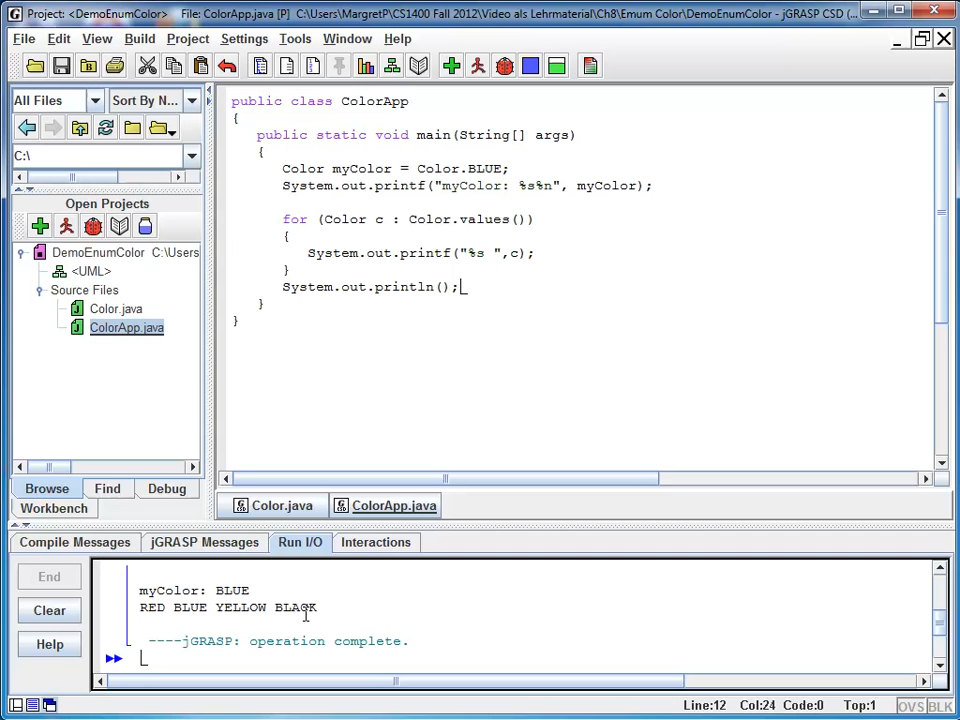 Project: <DemoEnumColor>   File: ColorApp.java [P]  C:\Users\MargretP\CS1400 Fall 2012\Video als Lehrmaterial\Ch8\Emum Color\DemoEnumColor - jGRASP CSD (...
File Edit View Build Project Settings Tools Window Help
All Files Sort By N...
C:\
Open Projects
DemoEnumColor C:\Users
<UML>
Source Files
Color.java
ColorApp.java
Browse Find Debug
Workbench
public class ColorApp
{
public static void main(String[] args)
{
Color myColor = Color.BLUE;
System.out.printf("myColor: %s%n", myColor);
for (Color c : Color.values())
{
System.out.printf("%s ",c);
}
System.out.println();
}
}
Color.java ColorApp.java
Compile Messages jGRASP Messages Run I/O Interactions
End
Clear
Help
myColor: BLUE
RED BLUE YELLOW BLACK
----jGRASP: operation complete.
Line:12 Col:24 Code:0 Top:1 OVS BLK